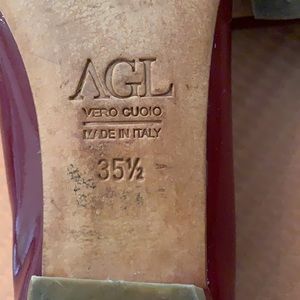 AGL
VERO CUOIO
MADE IN ITALY
35½